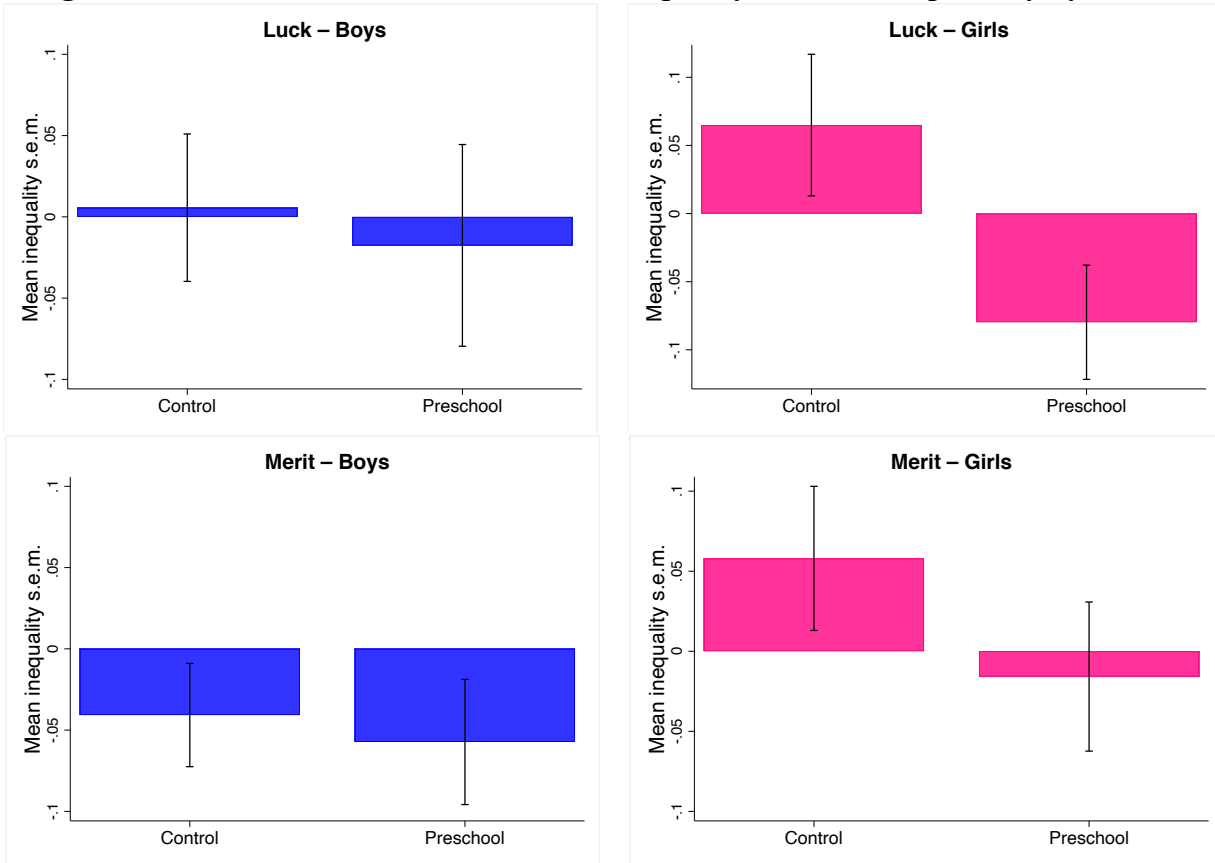 Luck – Boys
Mean inequality s.e.m.
.1
.05
0
-.05
-.1
Control Preschool
Luck – Girls
Mean inequality s.e.m.
.1
.05
0
-.05
-.1
Control Preschool
Merit – Boys
Mean inequality s.e.m.
.1
.05
0
-.05
-.1
Control Preschool
Merit – Girls
Mean inequality s.e.m.
.1
.05
0
-.05
-.1
Control Preschool